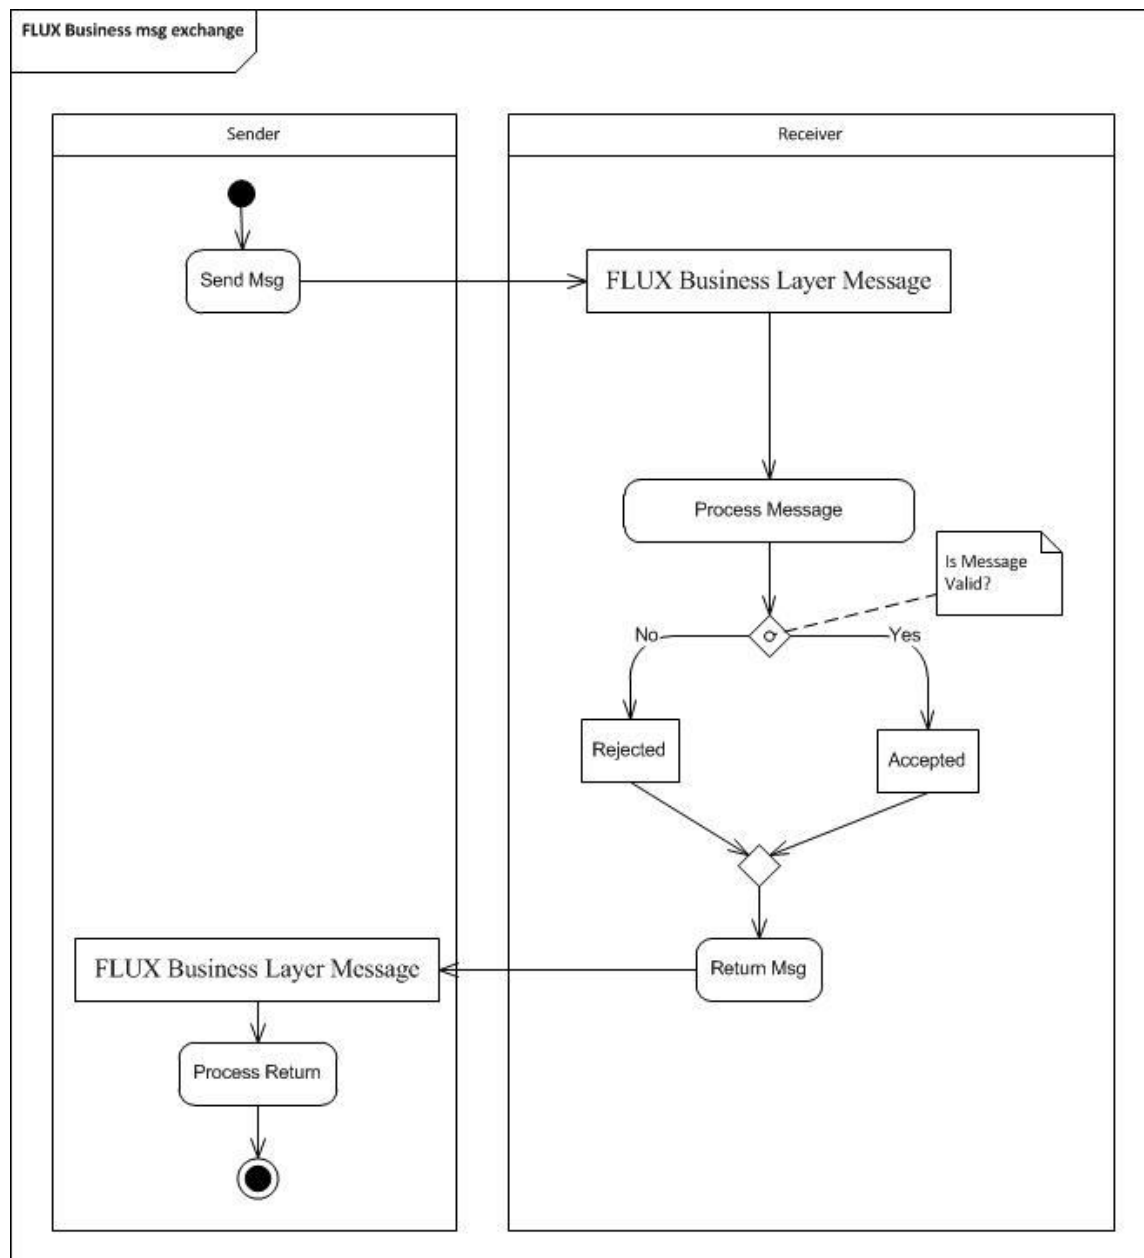 FLUX Business msg exchange
Sender
Receiver
Send Msg
FLUX Business Layer Message
Process Message
Is Message
Valid?
No
Yes
Rejected
Accepted
FLUX Business Layer Message
Return Msg
Process Return